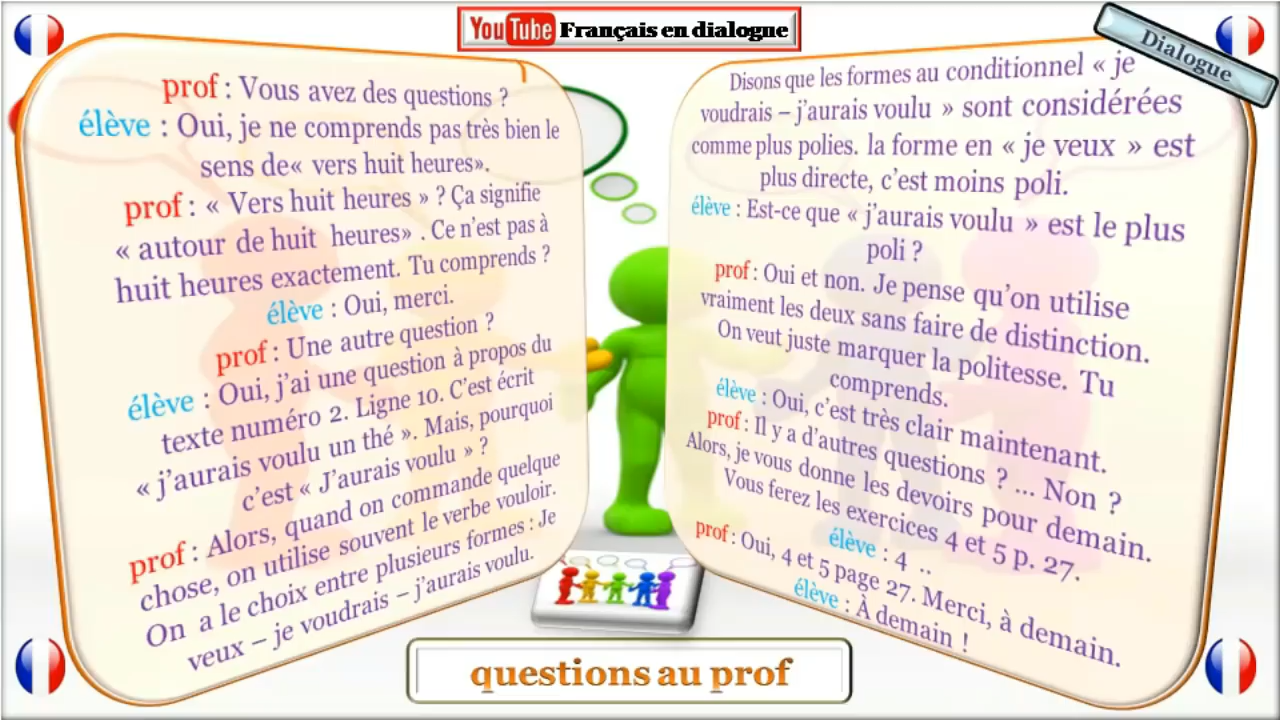 YouTube Français en dialogue
Dialogue
prof : Vous avez des questions ?
élève : Oui, je ne comprends pas très bien le
sens de« vers huit heures».
prof : « Vers huit heures » ? Ça signifie
« autour de huit heures» . Ce n'est pas à
huit heures exactement. Tu comprends ?
élève : Oui, merci.
prof : Une autre question ?
élève : Oui, j'ai une question à propos du
texte numéro 2. Ligne 10. C'est écrit
« j'aurais voulu un thé ». Mais, pourquoi
c'est « J'aurais voulu » ?
prof : Alors, quand on commande quelque
chose, on utilise souvent le verbe vouloir.
On a le choix entre plusieurs formes : Je
veux – je voudrais – j'aurais voulu.
Disons que les formes au conditionnel « je
voudrais – j'aurais voulu » sont considérées
comme plus polies. la forme en « je veux » est
plus directe, c'est moins poli.
élève : Est-ce que « j'aurais voulu » est le plus
poli ?
prof : Oui et non. Je pense qu'on utilise
vraiment les deux sans faire de distinction.
On veut juste marquer la politesse. Tu
comprends.
élève : Oui, c'est très clair maintenant.
prof : Il y a d'autres questions ? ... Non ?
Alors, je vous donne les devoirs pour demain.
Vous ferez les exercices 4 et 5 p. 27.
élève : 4 ..
prof : Oui, 4 et 5 page 27. Merci, à demain.
élève : À demain !
questions au prof